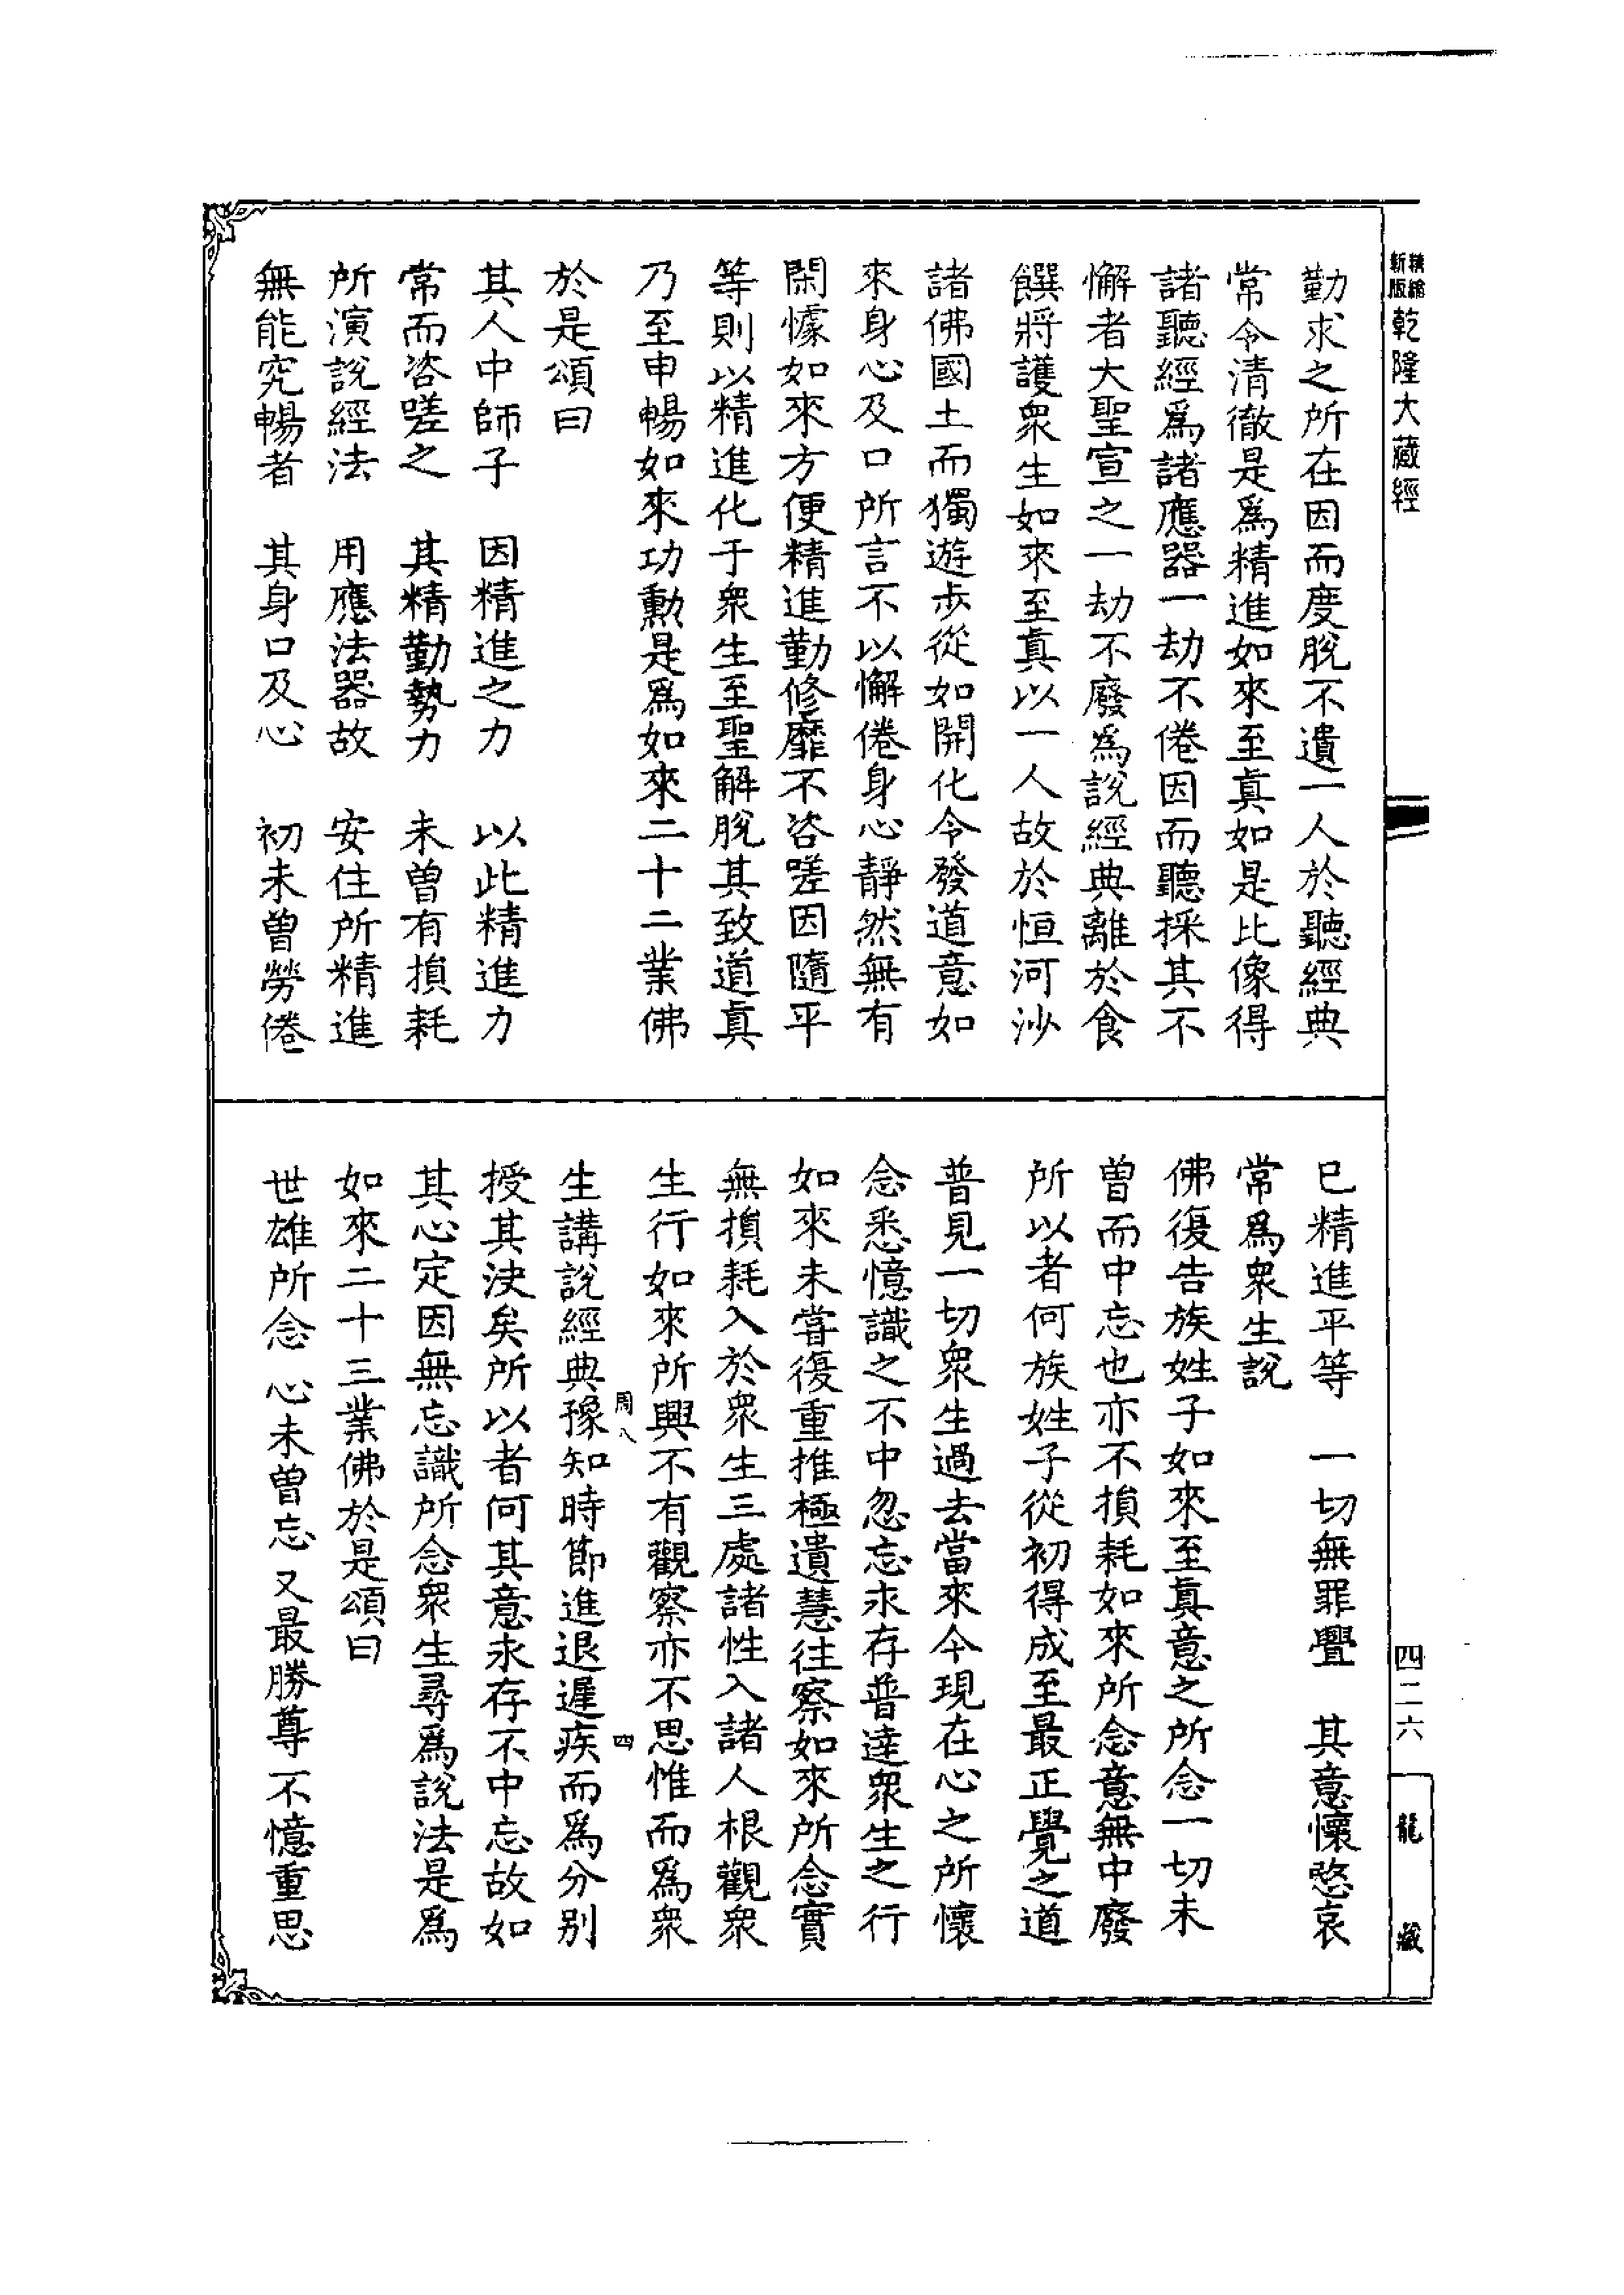 精繪
新版
乾隆大藏經
勤求之所在因而度脫不遺一人於聽經典
常令清徹是爲精進如來至眞如是比像得
諸聽經爲諸應器一劫不倦因而聽採其不
懈者大聖宣之一劫不廢爲說經典離於食
饌將護衆生如來至眞以一人故於恒河沙
諸佛國土而獨遊步從如開化令發道意如
來身心及口所言不以懈倦身心靜然無有
閑懅如來方便精進勤修靡不咨嗟因隨平
等則以精進化于衆生至聖解脫其致道眞
乃至申暢如來功勳是爲如來二十二業佛
於是頌曰
其人中師子　因精進之力　以此精進力
常而咨嗟之　其精勤勢力　未曾有損耗
所演說經法　用應法器故　安住所精進
無能究暢者　其身口及心　初未曾勞倦
已精進平等　一切無罪舋　其意懷愍哀
常爲衆生說
佛復告族姓子如來至眞意之所念一切未
曾而中忘也亦不損耗如來所念意無中廢
所以者何族姓子從初得成至最正覺之道
普見一切衆生過去當來今現在心之所懷
念悉憶識之不中忽忘永存普達衆生之行
如來未甞復重推極遺慧往察如來所念實
無損耗入於衆生三處諸性入諸人根觀衆
生行如來所興不有觀察亦不思惟而爲衆
周八
四
生講說經典豫知時節進退遲疾而爲分別
授其決矣所以者何其意永存不中忘故如
其心定因無忘識所念衆生尋爲說法是爲
如來二十三業佛於是頌曰
世雄所念　心未曾忘　又最勝尊　不憶重思
四二六
龍
藏